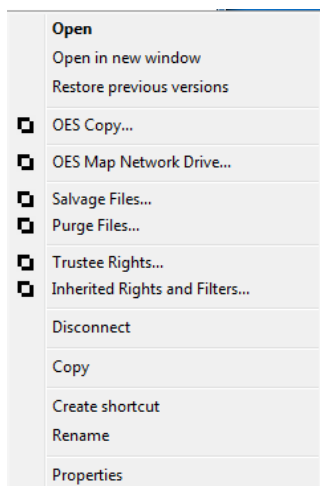 Open
Open in new window
Restore previous versions
OES Copy...
OES Map Network Drive...
Salvage Files...
Purge Files...
Trustee Rights...
Inherited Rights and Filters...
Disconnect
Copy
Create shortcut
Rename
Properties